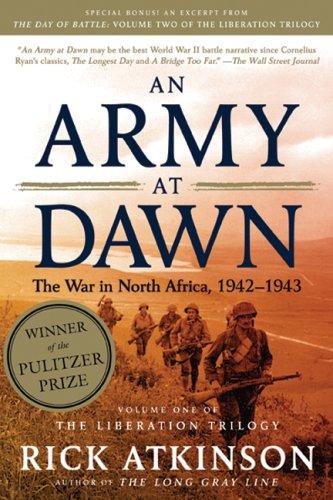 SPECIAL BONUS! AN EXCERPT FROM
THE DAY OF BATTLE: VOLUME TWO OF THE LIBERATION TRILOGY
"An Army at Dawn may be the best World War II battle narrative since Cornelius
Ryan's classics, The Longest Day and A Bridge Too Far." —The Wall Street Journal
AN
ARMY
AT
DAWN
The War in North Africa, 1942–1943
WINNER
of the
PULITZER
PRIZE
VOLUME ONE OF
THE LIBERATION TRILOGY
RICK ATKINSON
AUTHOR OF THE LONG GRAY LINE